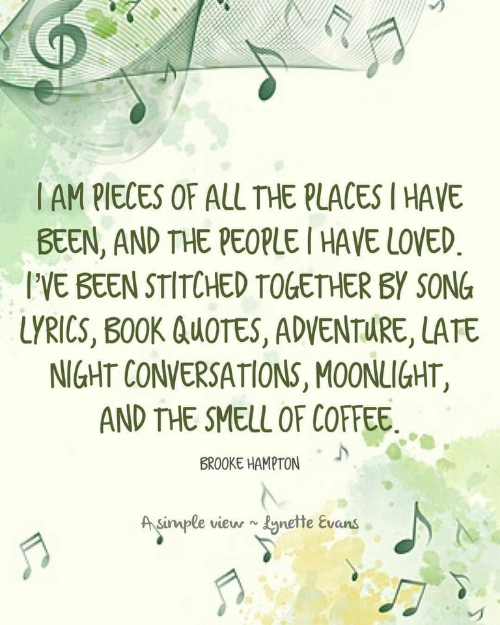 I AM PIECES OF ALL THE PLACES I HAVE
BEEN, AND THE PEOPLE I HAVE LOVED.
I'VE BEEN STITCHED TOGETHER BY SONG
LYRICS, BOOK QUOTES, ADVENTURE, LATE
NIGHT CONVERSATIONS, MOONLIGHT,
AND THE SMELL OF COFFEE.
BROOKE HAMPTON
A simple view ~ Lynette Evans